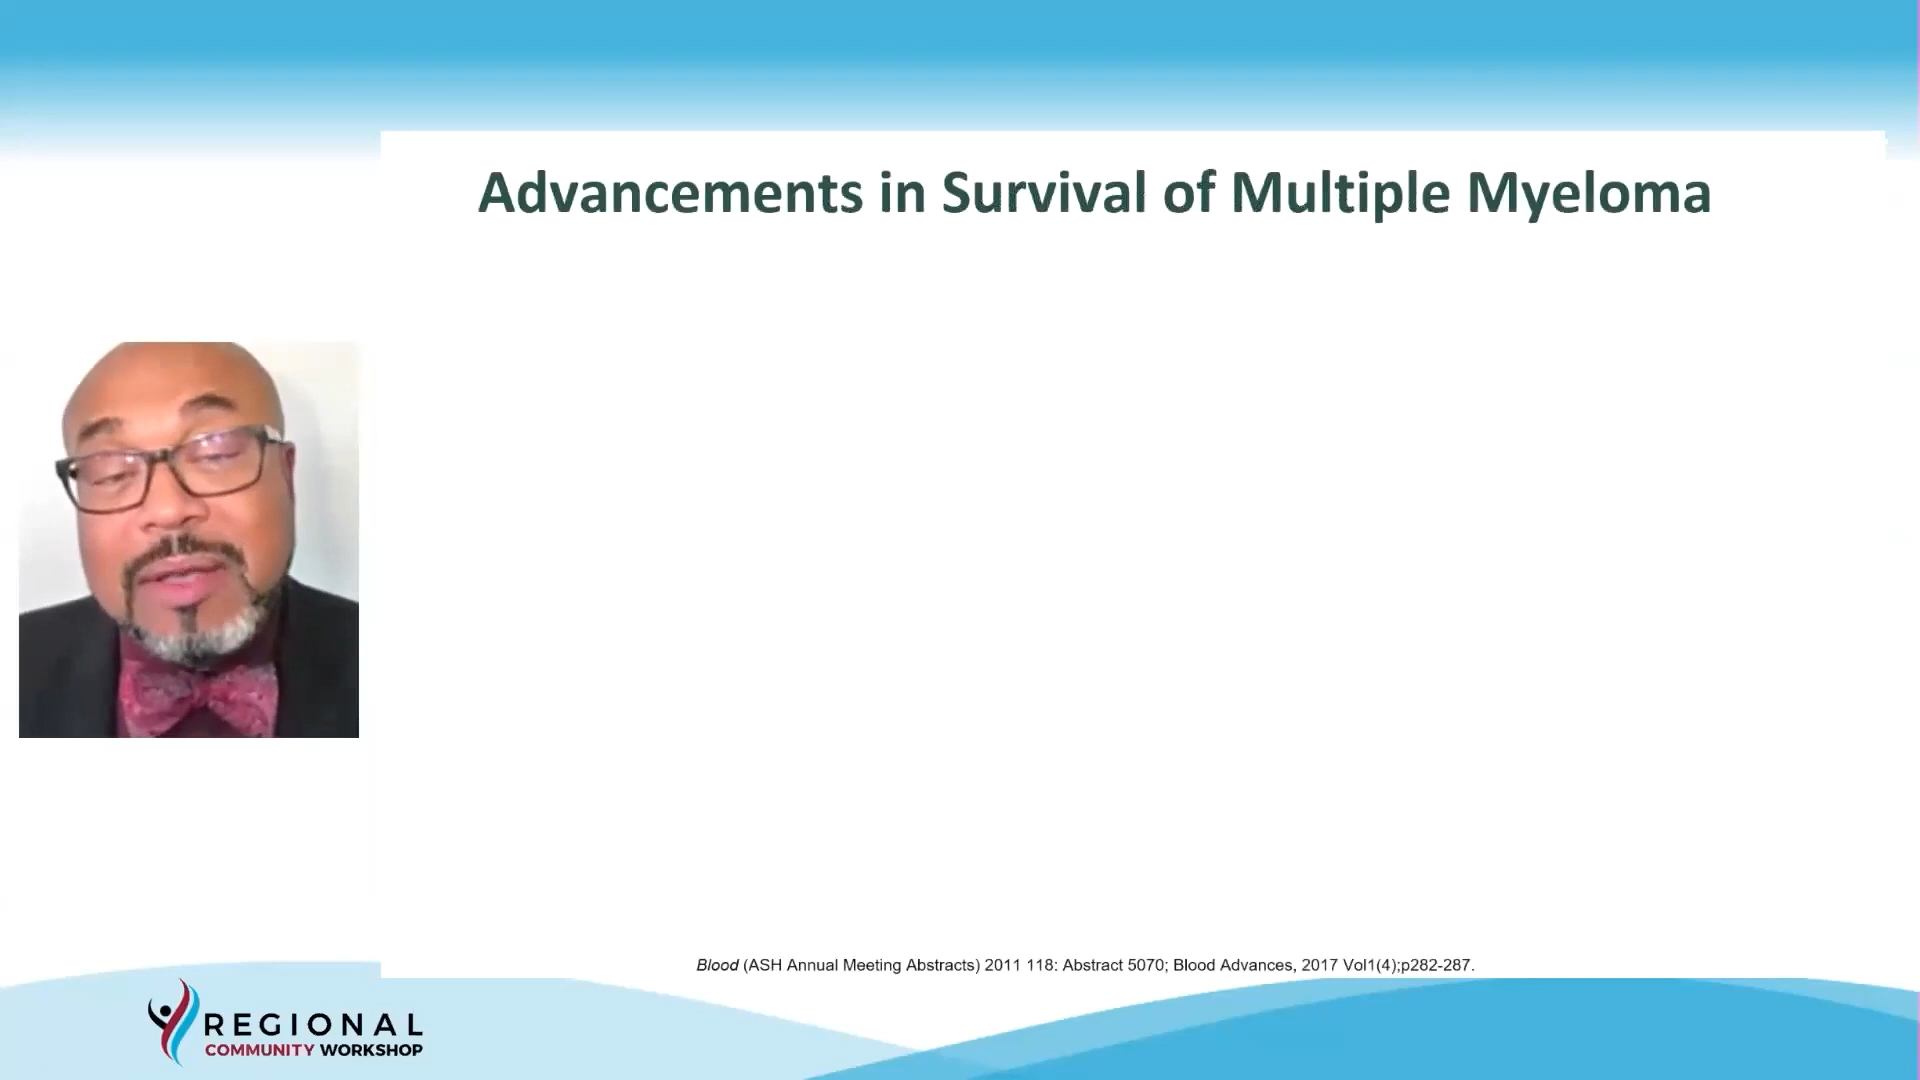 Advancements in Survival of Multiple Myeloma
Blood (ASH Annual Meeting Abstracts) 2011 118: Abstract 5070; Blood Advances, 2017 Vol1(4);p282-287.
REGIONAL
COMMUNITY WORKSHOP